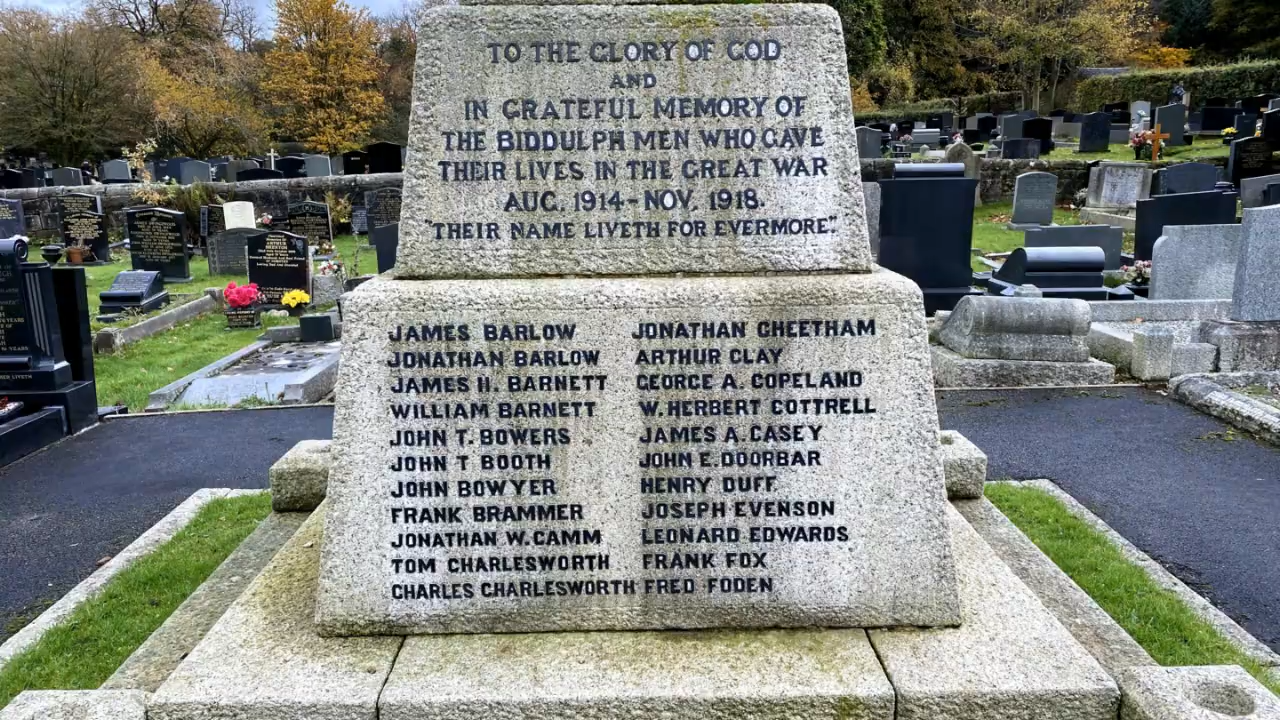 TO THE GLORY OF GOD
AND
IN GRATEFUL MEMORY OF
THE BIDDULPH MEN WHO GAVE
THEIR LIVES IN THE GREAT WAR
AUG. 1914 - NOV. 1918.
"THEIR NAME LIVETH FOR EVERMORE".
JAMES BARLOW
JONATHAN BARLOW
JAMES H. BARNETT
WILLIAM BARNETT
JOHN T. BOWERS
JOHN T BOOTH
JOHN BOWYER
FRANK BRAMMER
JONATHAN W. CAMM
TOM CHARLESWORTH
CHARLES CHARLESWORTH
JONATHAN CHEETHAM
ARTHUR CLAY
GEORGE A. COPELAND
W. HERBERT COTTRELL
JAMES A. CASEY
JOHN E. DOORBAR
HENRY DUFF
JOSEPH EVENSON
LEONARD EDWARDS
FRANK FOX
FRED FODEN